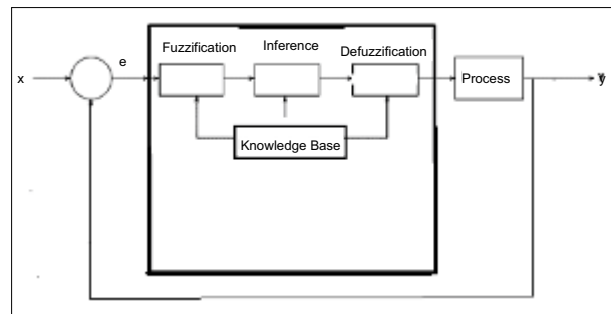 Fuzzification
Inference
Defuzzification
x
e
Process
y
Knowledge Base